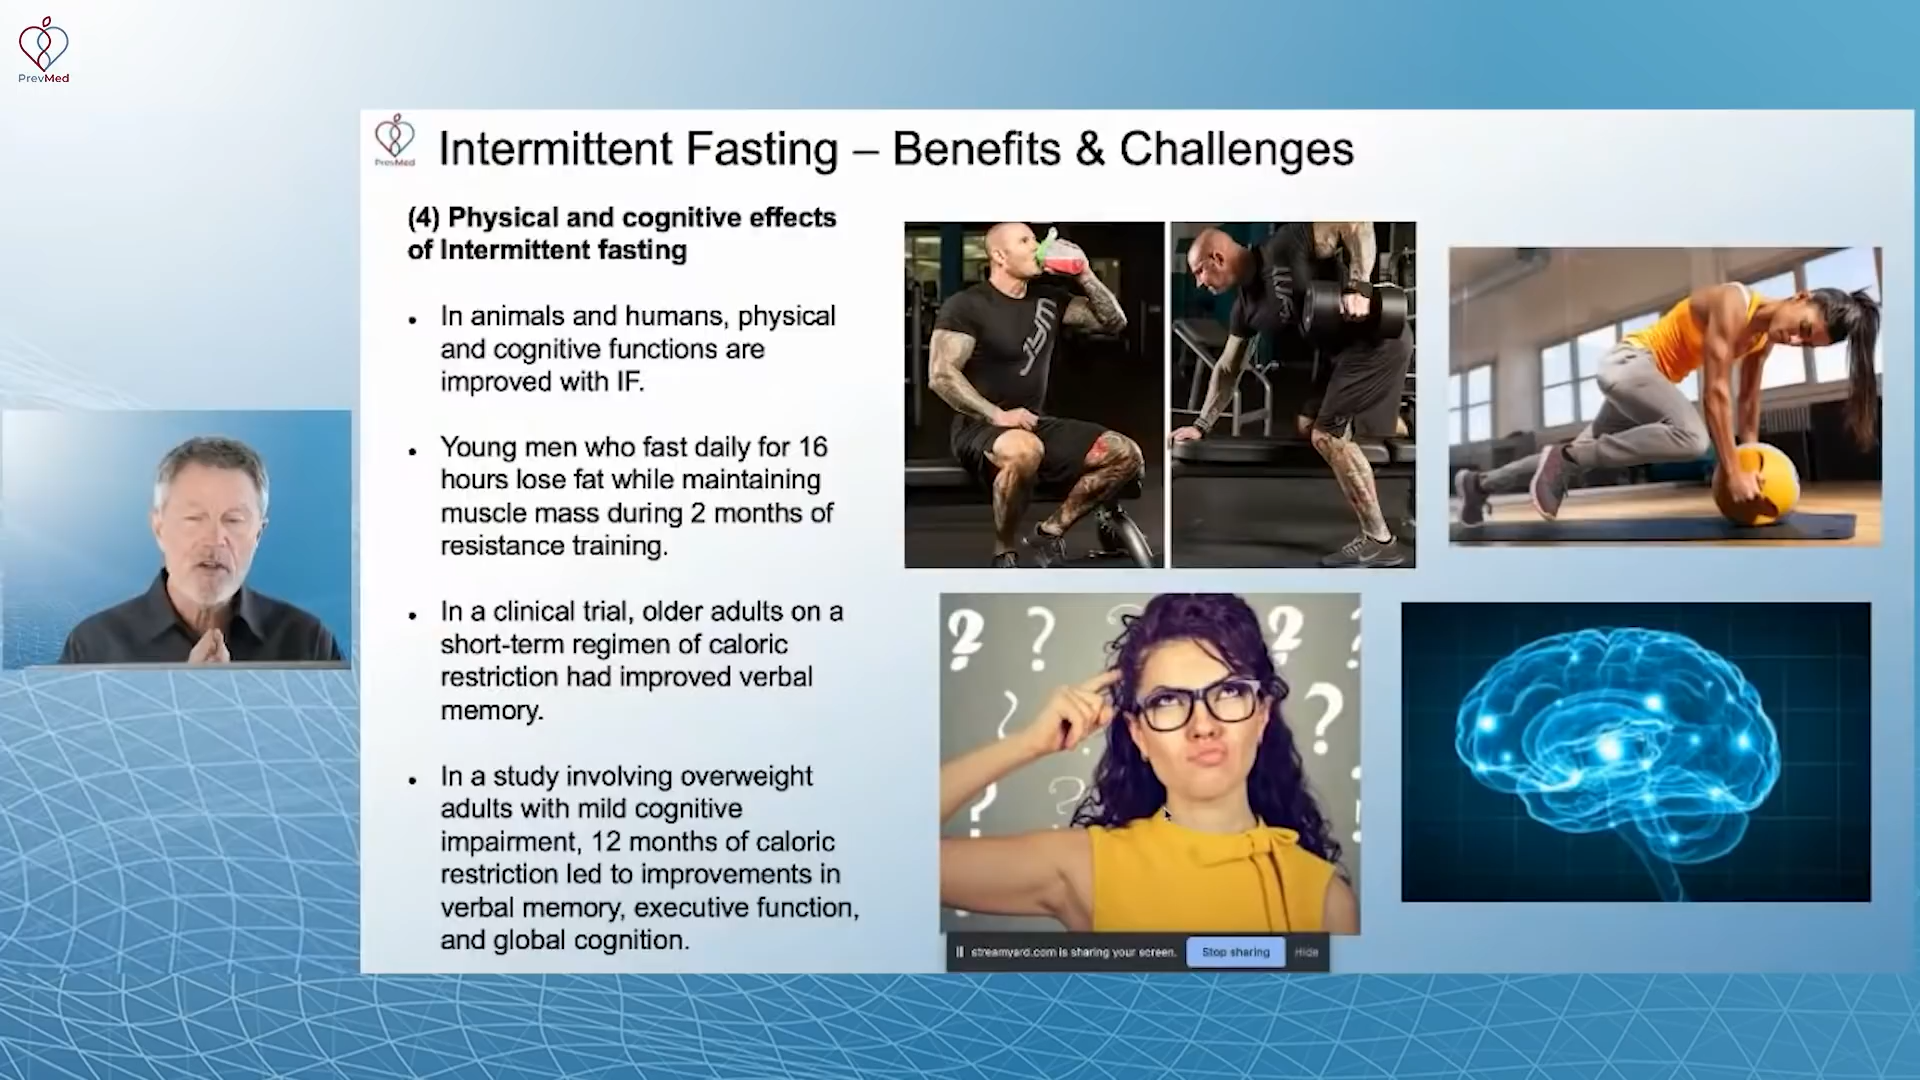 PrevMed
PrevMed
Intermittent Fasting – Benefits & Challenges
(4) Physical and cognitive effects
of Intermittent fasting
• In animals and humans, physical
and cognitive functions are
improved with IF.
• Young men who fast daily for 16
hours lose fat while maintaining
muscle mass during 2 months of
resistance training.
• In a clinical trial, older adults on a
short-term regimen of caloric
restriction had improved verbal
memory.
• In a study involving overweight
adults with mild cognitive
impairment, 12 months of caloric
restriction led to improvements in
verbal memory, executive function,
and global cognition.
JYM
? ? ? ? ?
streamyard.com is sharing your screen.
Stop sharing
Hide